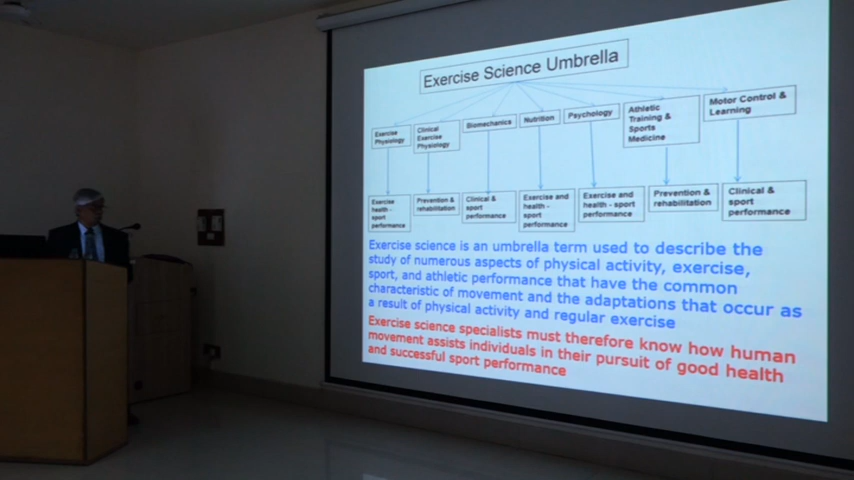 Exercise Science Umbrella
Exercise
Physiology
Clinical
Exercise
Physiology
Biomechanics
Nutrition
Psychology
Athletic
Training &
Sports
Medicine
Motor Control &
Learning
Exercise
health -
sport
performance
Prevention &
rehabilitation
Clinical &
sport
performance
Exercise and
health -
sport
performance
Exercise and
health - sport
performance
Prevention &
rehabilitation
Clinical &
sport
performance
Exercise science is an umbrella term used to describe the
study of numerous aspects of physical activity, exercise,
sport, and athletic performance that have the common
characteristic of movement and the adaptations that occur as
a result of physical activity and regular exercise
Exercise science specialists must therefore know how human
movement assists individuals in their pursuit of good health
and successful sport performance